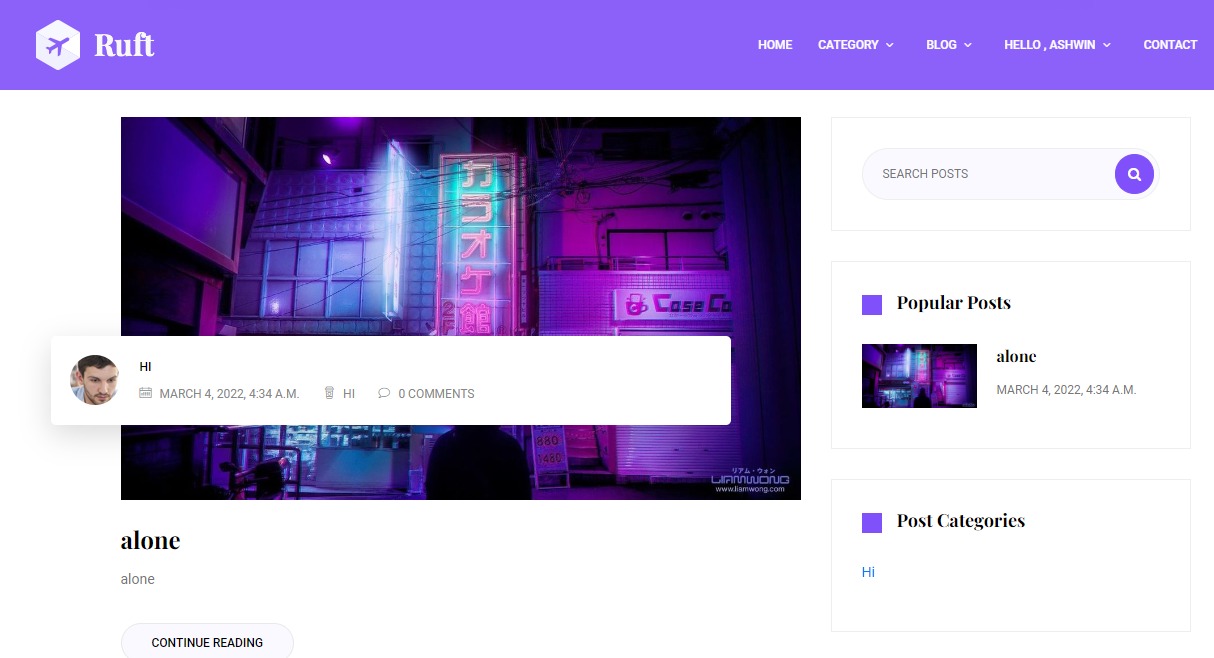 Ruft
HOME CATEGORY BLOG HELLO , ASHWIN CONTACT
カラオケ館
Case Co
HI
MARCH 4, 2022, 4:34 A.M. HI 0 COMMENTS
880
1480
リアム・ウォン
LIAMWONG
www.liamwong.com
alone
alone
CONTINUE READING
SEARCH POSTS
Popular Posts
alone
MARCH 4, 2022, 4:34 A.M.
Post Categories
Hi